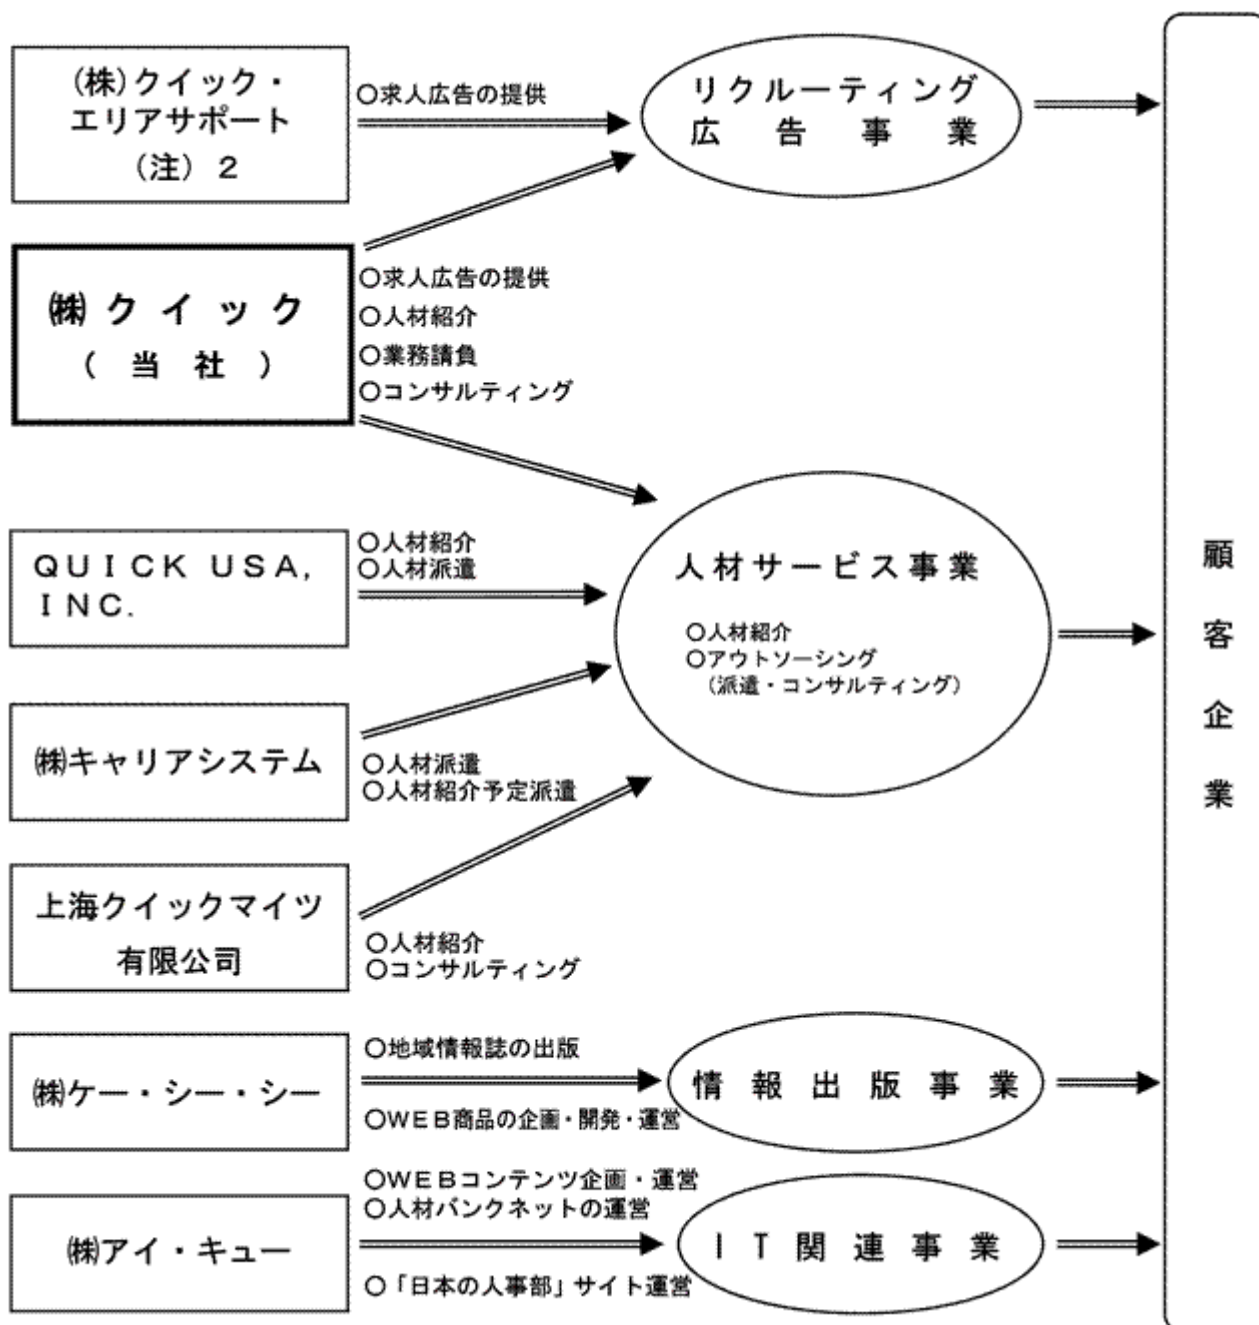 (株)クイック・
エリアサポート
(注)2
○求人広告の提供
リクルーティング
広告事業
㈱クイック
(当社)
○求人広告の提供
○人材紹介
○業務請負
○コンサルティング
QUICK USA,
INC.
○人材紹介
○人材派遣
人材サービス事業
○人材紹介
○アウトソーシング
(派遣・コンサルティング)
㈱キャリアシステム
○人材派遣
○人材紹介予定派遣
上海クイックマイツ
有限公司
○人材紹介
○コンサルティング
㈱ケー・シー・シー
○地域情報誌の出版
○WEB商品の企画・開発・運営
情報出版事業
㈱アイ・キュー
○WEBコンテンツ企画・運営
○人材バンクネットの運営
○「日本の人事部」サイト運営
IT関連事業
顧客企業